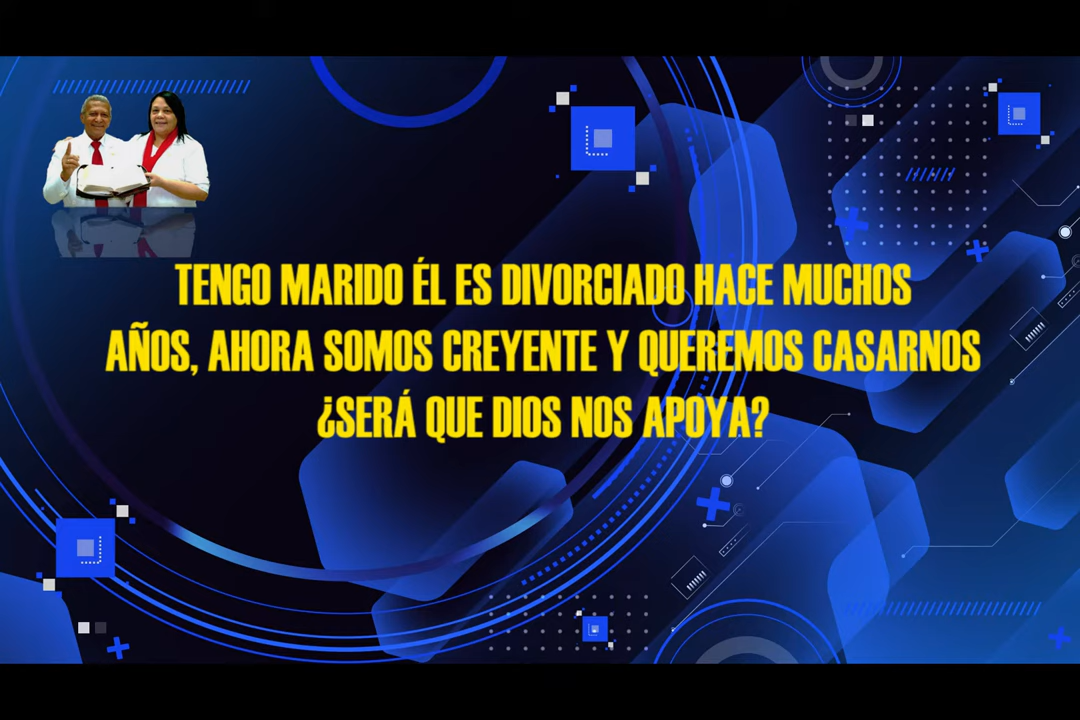 TENGO MARIDO ÉL ES DIVORCIADO HACE MUCHOS
AÑOS, AHORA SOMOS CREYENTE Y QUEREMOS CASARNOS
¿SERÁ QUE DIOS NOS APOYA?